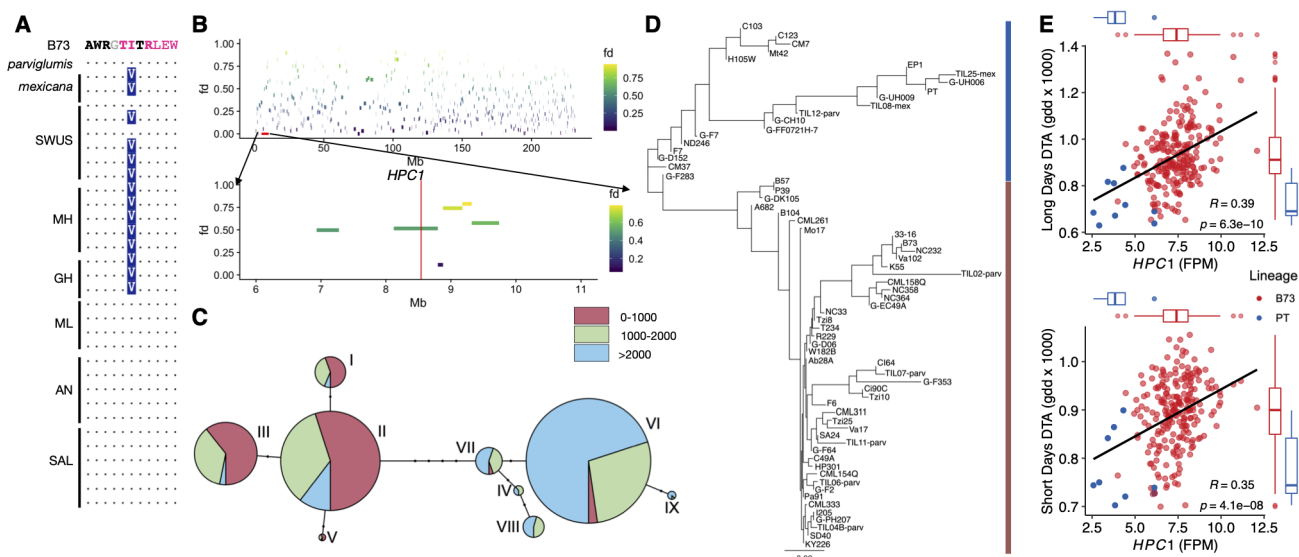 A
B73
AWRGTITRLEW
parviglumis
V
mexicana
V
SWUS
V
V
V
V
MH
V
V
V
V
V
GH
V
V
V
ML
AN
SAL
B
fd
1.00
0.75
0.50
0.25
0.00
0
50
100
150
200
Mb
fd
0.75
0.50
0.25
0.00
HPC1
fd
1.00
0.75
0.50
0.25
0.00
6
7
8
9
10
11
Mb
fd
0.6
0.4
0.2
C
0-1000
1000-2000
>2000
I
II
III
IV
V
VI
VII
VIII
IX
D
C103
C123
CM7
Mt42
H105W
EP1
TIL25-mex
G-UH006
PT
G-UH009
TIL08-mex
TIL12-parv
G-CH10
G-FF0721H-7
G-F7
ND246
F7
G-D152
CM37
G-F283
B57
P39
G-DK105
A682
B104
CML261
Mo17
33-16
B73
NC232
Va102
K55
TIL02-parv
CML158Q
NC358
NC364
G-EC49A
NC33
Tzi8
T234
R229
G-D06
W182B
Ab28A
CI64
TIL07-parv
G-F353
Ci90C
Tzi10
F6
CML311
Tzi25
Va17
SA24
TIL11-parv
G-F64
C49A
HP301
CML154Q
TIL06-parv
G-F2
Pa91
CML333
I205
G-PH207
TIL04B-parv
SD40
KY226
E
Long Days DTA (gdd x 1000)
1.4
1.2
1.0
0.8
0.6
R = 0.39
p = 6.3e-10
2.5
5.0
7.5
10.0
12.5
HPC1 (FPM)
Lineage
B73
PT
Short Days DTA (gdd x 1000)
1.0
0.9
0.8
0.7
R = 0.35
p = 4.1e-08
2.5
5.0
7.5
10.0
12.5
HPC1 (FPM)